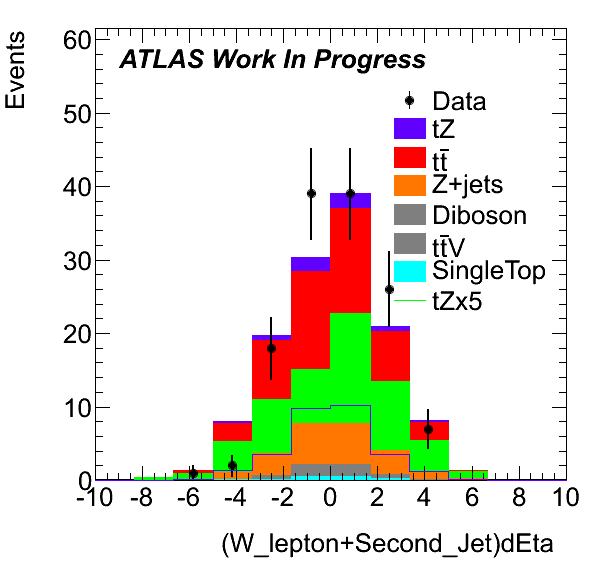 Events
60
50
40
30
20
10
0
ATLAS Work In Progress
Data
tZ
tt̄
Z+jets
Diboson
tt̄V
SingleTop
tZx5
-10 -8 -6 -4 -2 0 2 4 6 8 10
(W_lepton+Second_Jet)dEta